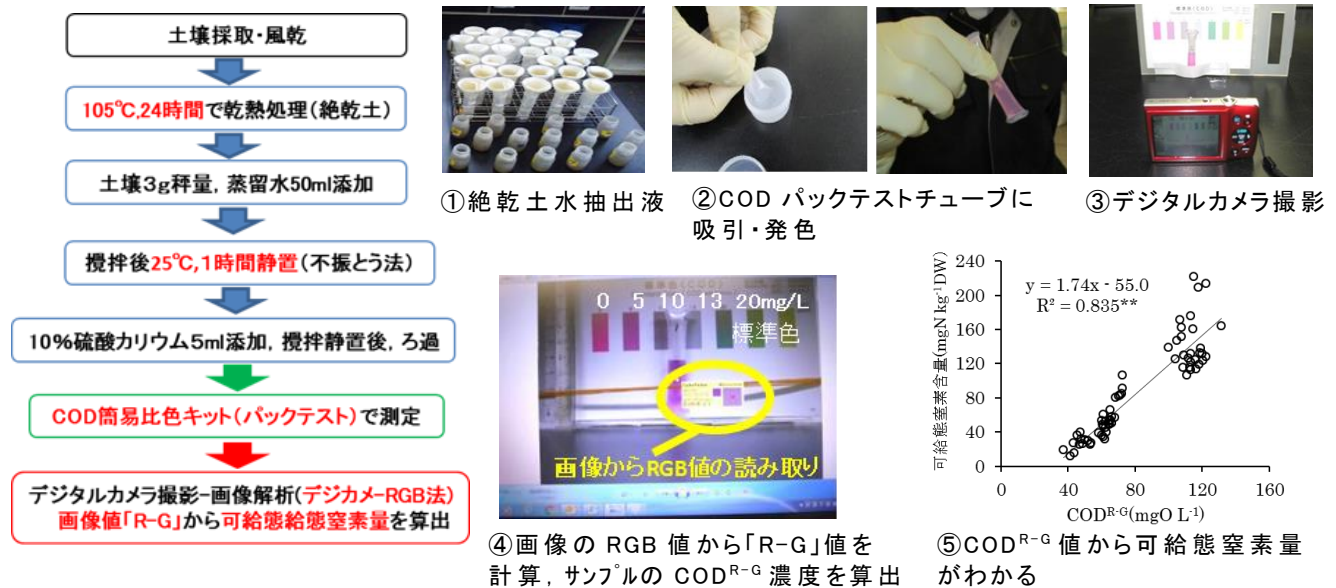 土壌採取・風乾
105℃,24時間で乾熱処理(絶乾土)
土壌3g秤量, 蒸留水50ml添加
攪拌後25℃,1時間静置(不振とう法)
10%硫酸カリウム5ml添加, 攪拌静置後, ろ過
COD簡易比色キット(パックテスト)で測定
デジタルカメラ撮影-画像解析(デジカメ-RGB法)
画像値「R-G」から可給態給態窒素量を算出
①絶乾土水抽出液
②COD パックテストチューブに
吸引・発色
③デジタルカメラ撮影
0 5 10 13 20mg/L
標準色
画像からRGB値の読み取り
④画像の RGB 値から「R-G」値を
計算, サンプルの COD^R-G 濃度を算出
可給態窒素含量(mgN kg⁻¹DW)
240
200
160
120
80
40
0
y = 1.74x - 55.0
R² = 0.835**
0 40 80 120 160
COD^R-G(mgO L⁻¹)
⑤COD^R-G 値から可給態窒素量
がわかる